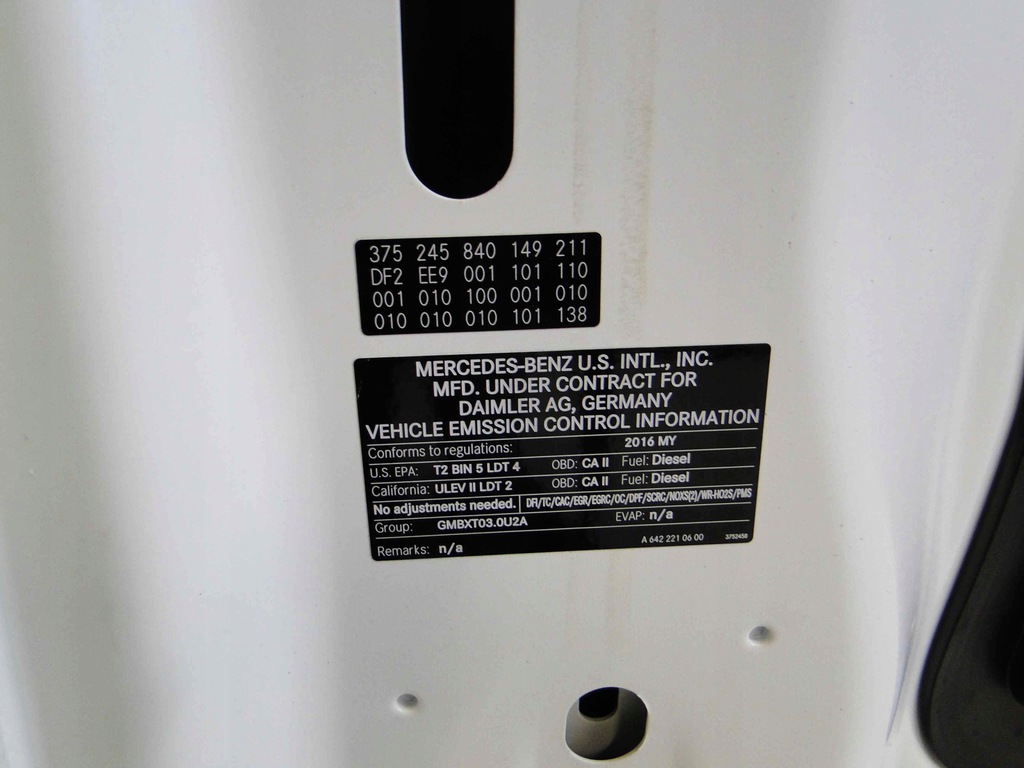 375 245 840 149 211
DF2 EE9 001 101 110
001 010 100 001 010
010 010 010 101 138
MERCEDES-BENZ U.S. INTL., INC.
MFD. UNDER CONTRACT FOR
DAIMLER AG, GERMANY
VEHICLE EMISSION CONTROL INFORMATION
Conforms to regulations: 2016 MY
U.S. EPA: T2 BIN 5 LDT 4 OBD: CA II Fuel: Diesel
California: ULEV II LDT 2 OBD: CA II Fuel: Diesel
No adjustments needed. DFI/TC/CAC/EGR/EGRC/OC/DPF/SCRC/NOXS(2)/WR-HO2S/PMS
Group: GMBXT03.0U2A EVAP: n/a
Remarks: n/a A 642 221 06 00 3752458